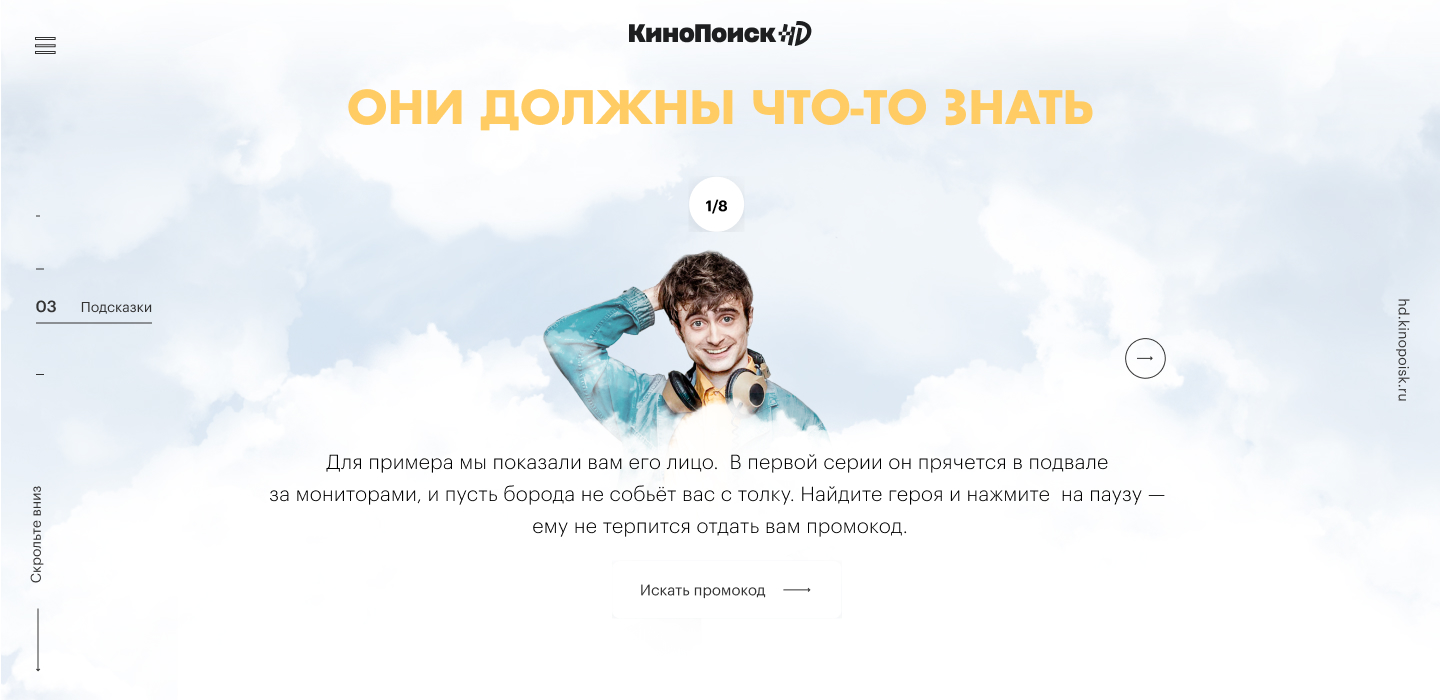 КиноПоиск HD
ОНИ ДОЛЖНЫ ЧТО-ТО ЗНАТЬ
1/8
03 Подсказки
hd.kinopoisk.ru
Для примера мы показали вам его лицо. В первой серии он прячется в подвале
за мониторами, и пусть борода не собьёт вас с толку. Найдите героя и нажмите на паузу —
ему не терпится отдать вам промокод.
Скрольте вниз
Искать промокод